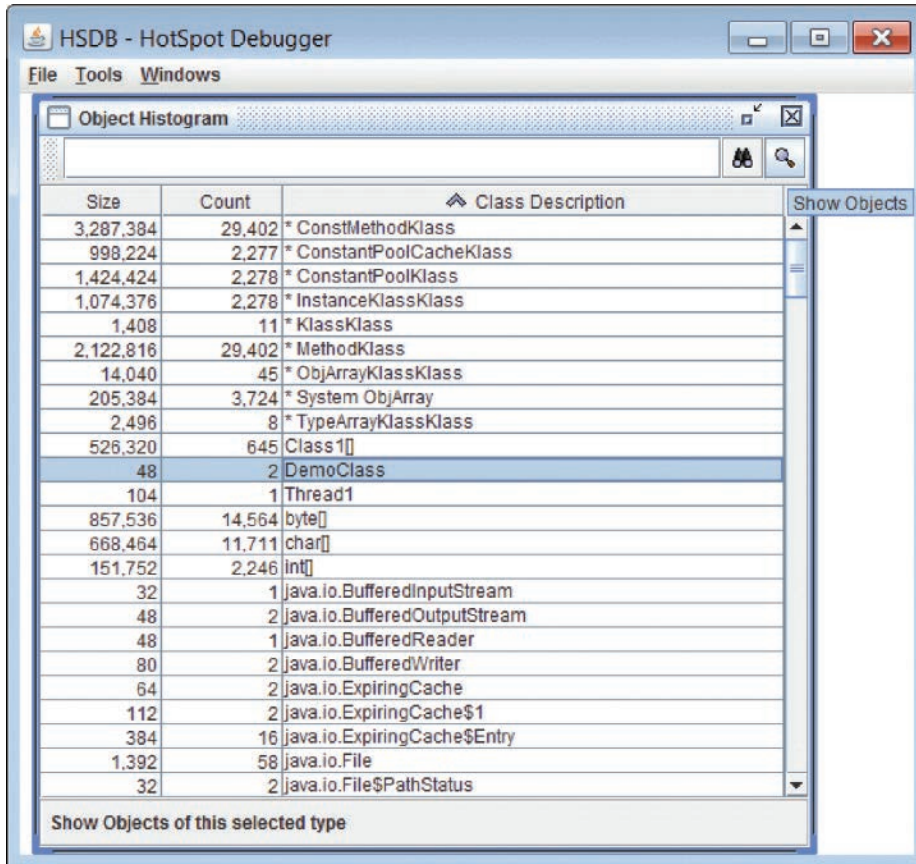 HSDB - HotSpot Debugger
File Tools Windows
Object Histogram
Size Count Class Description
Show Objects
3,287,384 29,402 * ConstMethodKlass
998,224 2,277 * ConstantPoolCacheKlass
1,424,424 2,278 * ConstantPoolKlass
1,074,376 2,278 * InstanceKlassKlass
1,408 11 * KlassKlass
2,122,816 29,402 * MethodKlass
14,040 45 * ObjArrayKlassKlass
205,384 3,724 * System ObjArray
2,496 8 * TypeArrayKlassKlass
526,320 645 Class1[]
48 2 DemoClass
104 1 Thread1
857,536 14,564 byte[]
668,464 11,711 char[]
151,752 2,246 int[]
32 1 java.io.BufferedInputStream
48 2 java.io.BufferedOutputStream
48 1 java.io.BufferedReader
80 2 java.io.BufferedWriter
64 2 java.io.ExpiringCache
112 2 java.io.ExpiringCache$1
384 16 java.io.ExpiringCache$Entry
1,392 58 java.io.File
32 2 java.io.File$PathStatus
Show Objects of this selected type